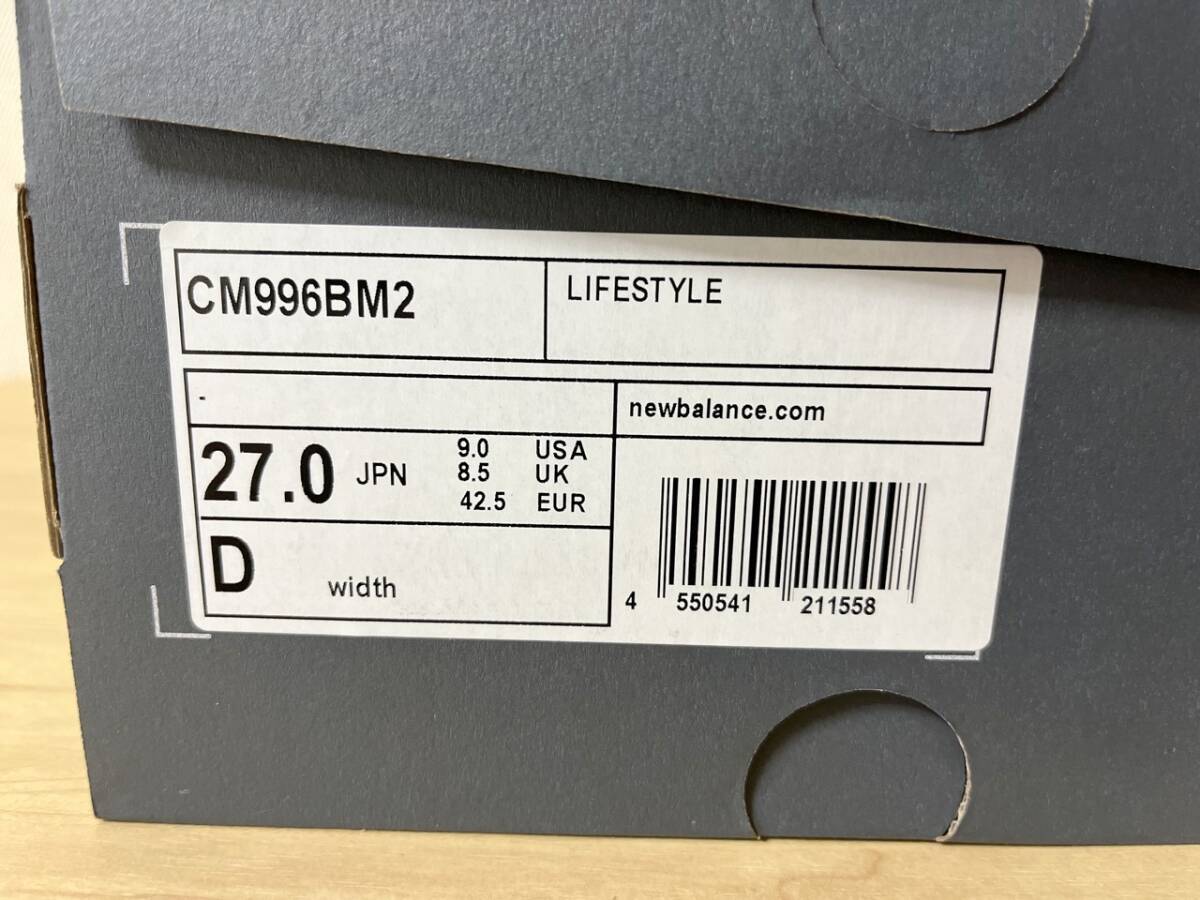 CM996BM2
LIFESTYLE
-
newbalance.com
27.0 JPN
9.0 USA
8.5 UK
42.5 EUR
D width
4 550541 211558